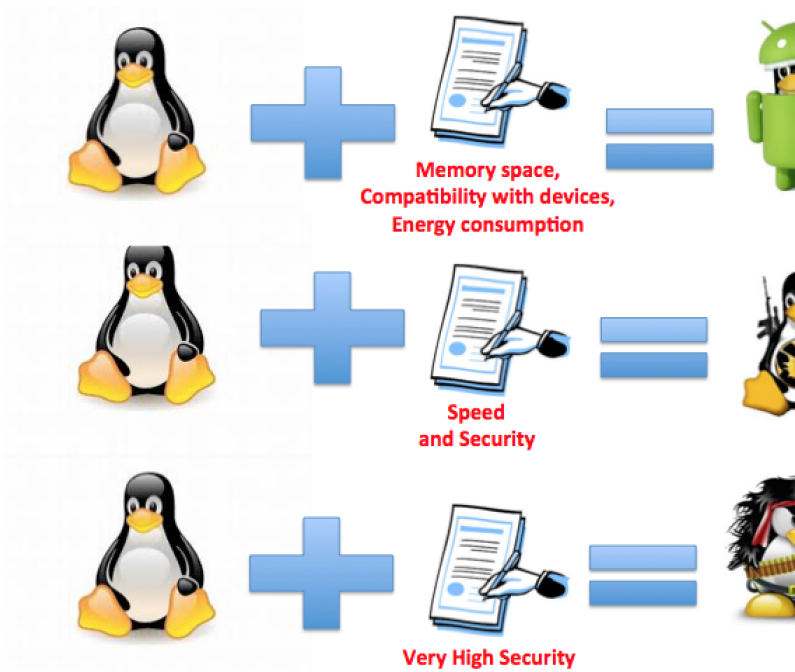 Memory space,
Compatibility with devices,
Energy consumption
Speed
and Security
Very High Security